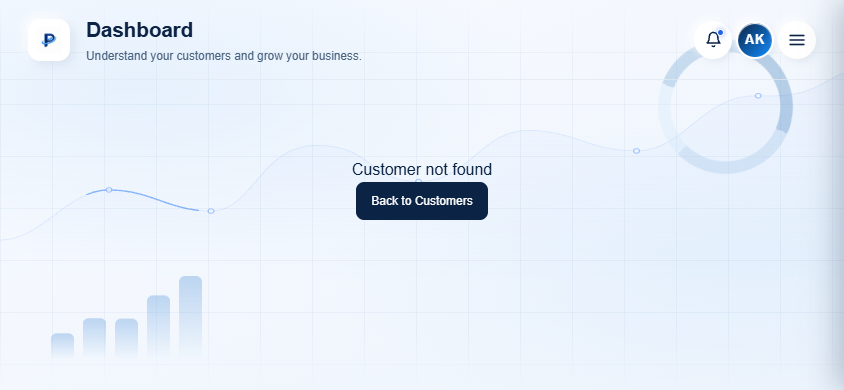 P
Dashboard
Understand your customers and grow your business.
AK
Customer not found
Back to Customers